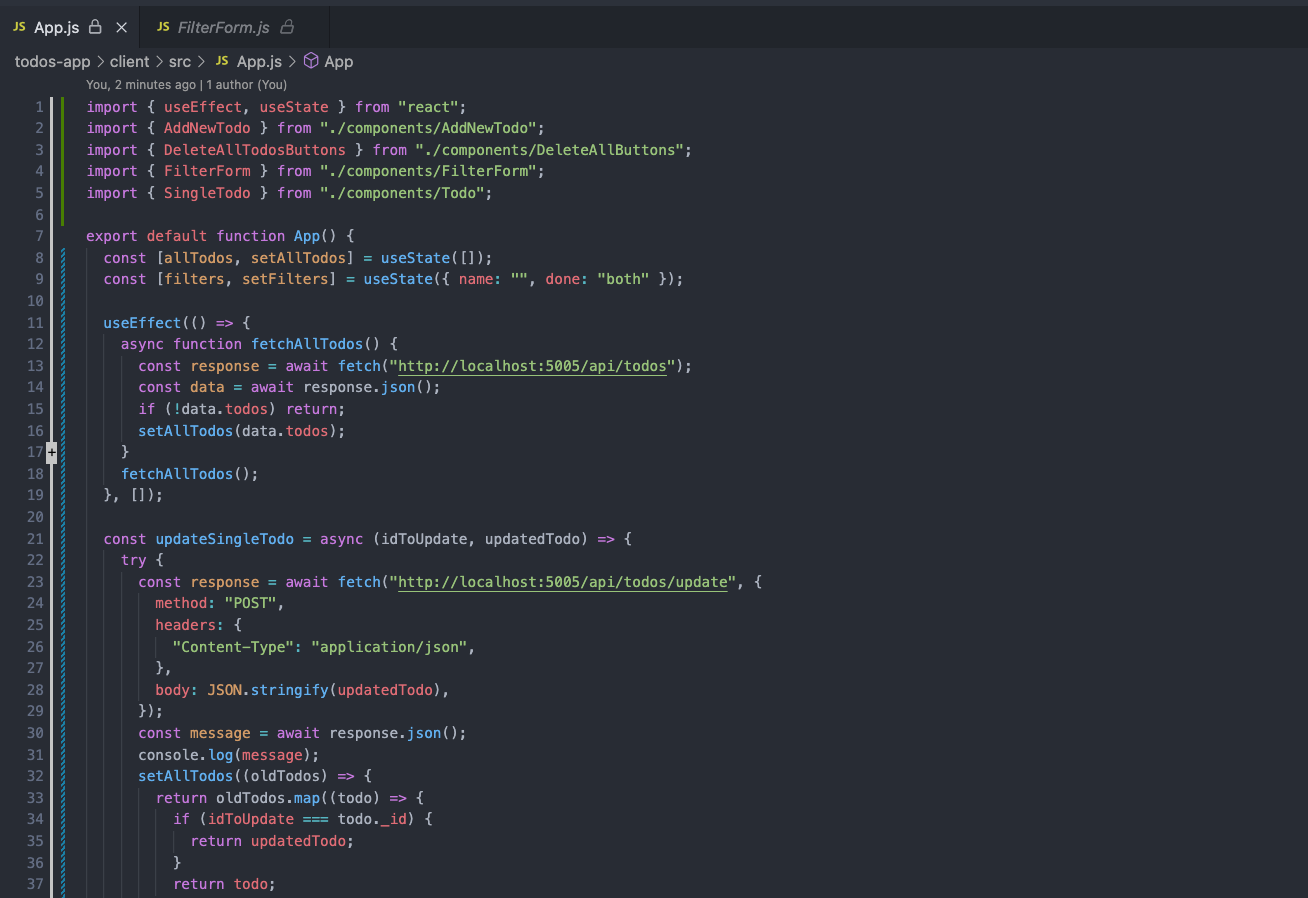 JS App.js JS FilterForm.js
todos-app > client > src > JS App.js > App
You, 2 minutes ago | 1 author (You)
1 import { useEffect, useState } from "react";
2 import { AddNewTodo } from "./components/AddNewTodo";
3 import { DeleteAllTodosButtons } from "./components/DeleteAllButtons";
4 import { FilterForm } from "./components/FilterForm";
5 import { SingleTodo } from "./components/Todo";
6
7 export default function App() {
8 const [allTodos, setAllTodos] = useState([]);
9 const [filters, setFilters] = useState({ name: "", done: "both" });
10
11 useEffect(() => {
12 async function fetchAllTodos() {
13 const response = await fetch("http://localhost:5005/api/todos");
14 const data = await response.json();
15 if (!data.todos) return;
16 setAllTodos(data.todos);
17 + }
18 fetchAllTodos();
19 }, []);
20
21 const updateSingleTodo = async (idToUpdate, updatedTodo) => {
22 try {
23 const response = await fetch("http://localhost:5005/api/todos/update", {
24 method: "POST",
25 headers: {
26 "Content-Type": "application/json",
27 },
28 body: JSON.stringify(updatedTodo),
29 });
30 const message = await response.json();
31 console.log(message);
32 setAllTodos((oldTodos) => {
33 return oldTodos.map((todo) => {
34 if (idToUpdate === todo._id) {
35 return updatedTodo;
36 }
37 return todo;